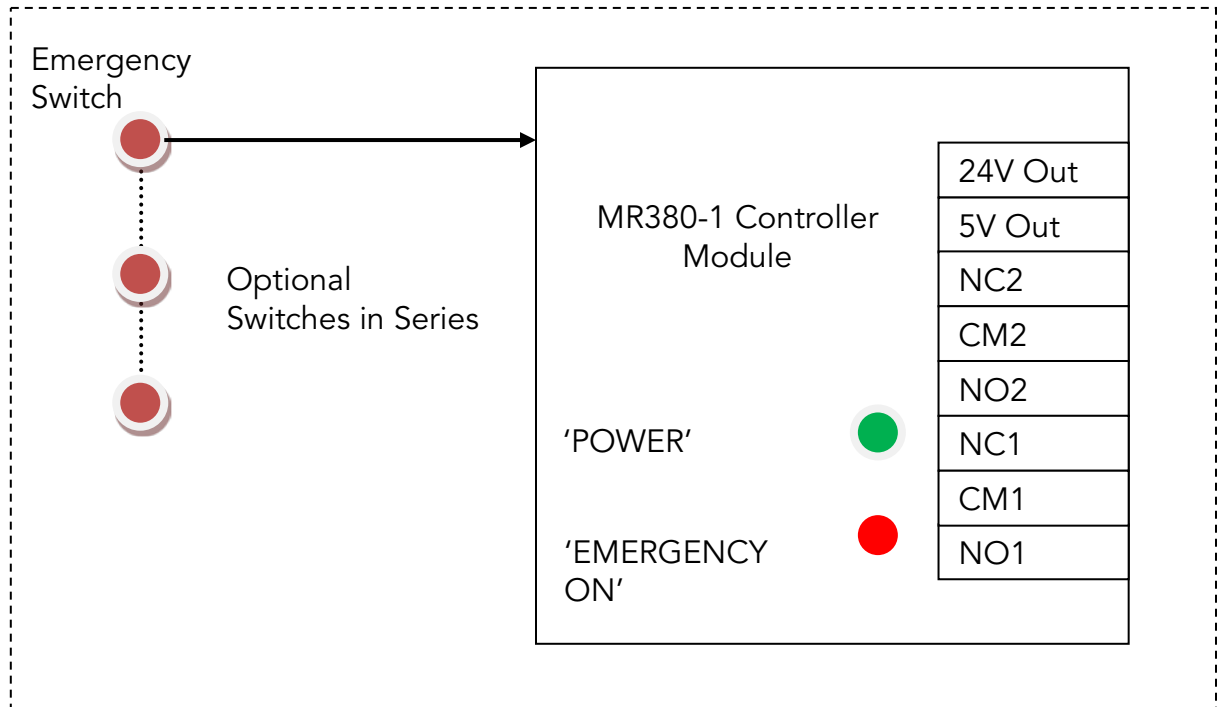 Emergency
Switch
Optional
Switches in Series
MR380-1 Controller
Module
‘POWER’
‘EMERGENCY
ON’
24V Out
5V Out
NC2
CM2
NO2
NC1
CM1
NO1